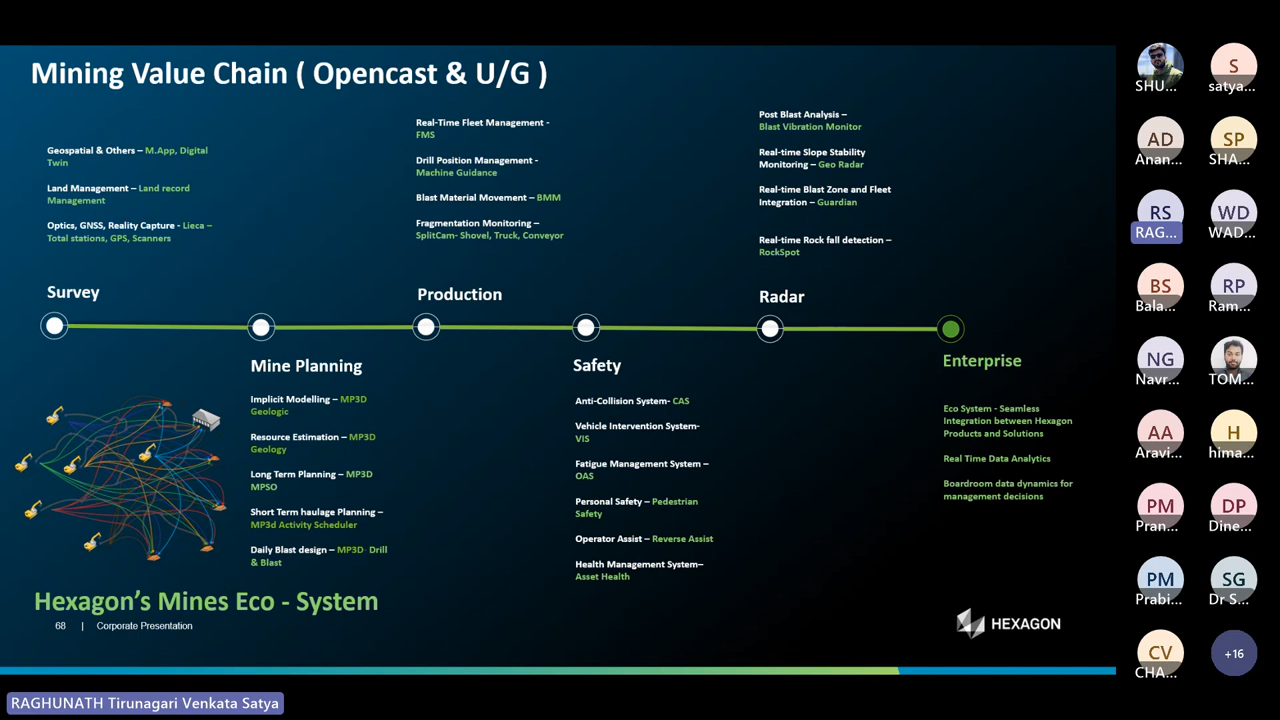 Mining Value Chain ( Opencast & U/G )
Geospatial & Others – M.App, Digital
Twin
Land Management – Land record
Management
Optics, GNSS, Reality Capture - Lieca –
Total stations, GPS, Scanners
Survey
Real-Time Fleet Management -
FMS
Drill Position Management -
Machine Guidance
Blast Material Movement – BMM
Fragmentation Monitoring –
SplitCam- Shovel, Truck, Conveyor
Production
Post Blast Analysis –
Blast Vibration Monitor
Real-time Slope Stability
Monitoring – Geo Radar
Real-time Blast Zone and Fleet
Integration – Guardian
Real-time Rock fall detection –
RockSpot
Radar
Mine Planning
Implicit Modelling – MP3D
Geologic
Resource Estimation – MP3D
Geology
Long Term Planning – MP3D
MPSO
Short Term haulage Planning –
MP3d Activity Scheduler
Daily Blast design – MP3D- Drill
& Blast
Safety
Anti-Collision System- CAS
Vehicle Intervention System-
VIS
Fatigue Management System –
OAS
Personal Safety – Pedestrian
Safety
Operator Assist – Reverse Assist
Health Management System–
Asset Health
Enterprise
Eco System - Seamless
Integration between Hexagon
Products and Solutions
Real Time Data Analytics
Boardroom data dynamics for
management decisions
Hexagon's Mines Eco - System
68 | Corporate Presentation
HEXAGON
SHU...
S
satya...
AD
Anan...
SP
SHA...
RS
RAG...
WD
WAD...
BS
Bala...
RP
Ram...
NG
Navr...
TOM...
AA
Aravi...
H
hima...
PM
Pran...
DP
Dine...
PM
Prabi...
SG
Dr S...
CV
CHA...
+16
RAGHUNATH Tirunagari Venkata Satya